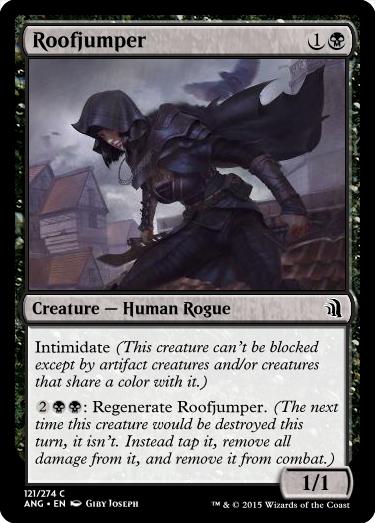 Roofjumper 1
Creature — Human Rogue
Intimidate (This creature can't be blocked
except by artifact creatures and/or creatures
that share a color with it.)
2 : Regenerate Roofjumper. (The next
time this creature would be destroyed this
turn, it isn't. Instead tap it, remove all
damage from it, and remove it from combat.)
1/1
121/274 C
ANG • EN Giby Joseph ™ & © 2015 Wizards of the Coast